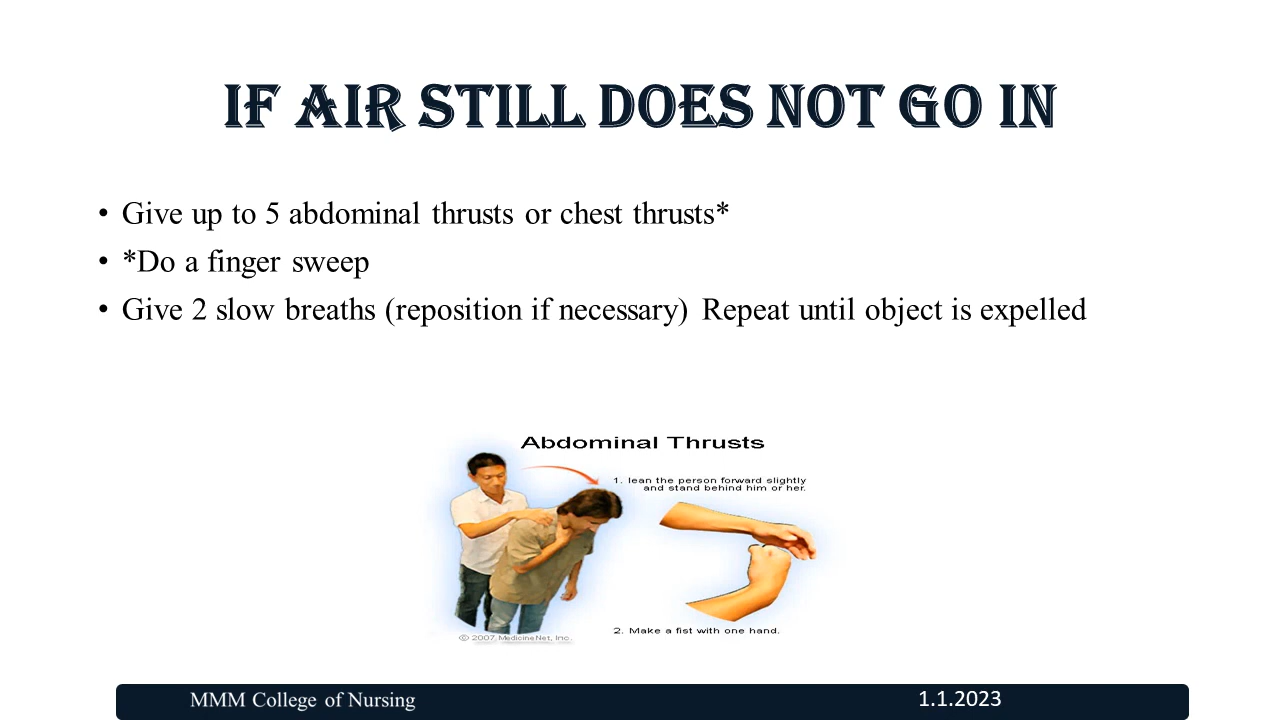 IF AIR STILL DOES NOT GO IN
• Give up to 5 abdominal thrusts or chest thrusts*
• *Do a finger sweep
• Give 2 slow breaths (reposition if necessary) Repeat until object is expelled
Abdominal Thrusts
1. lean the person forward slightly
and stand behind him or her.
2. Make a fist with one hand.
© 2007 MedicineNet, Inc.
MMM College of Nursing
1.1.2023